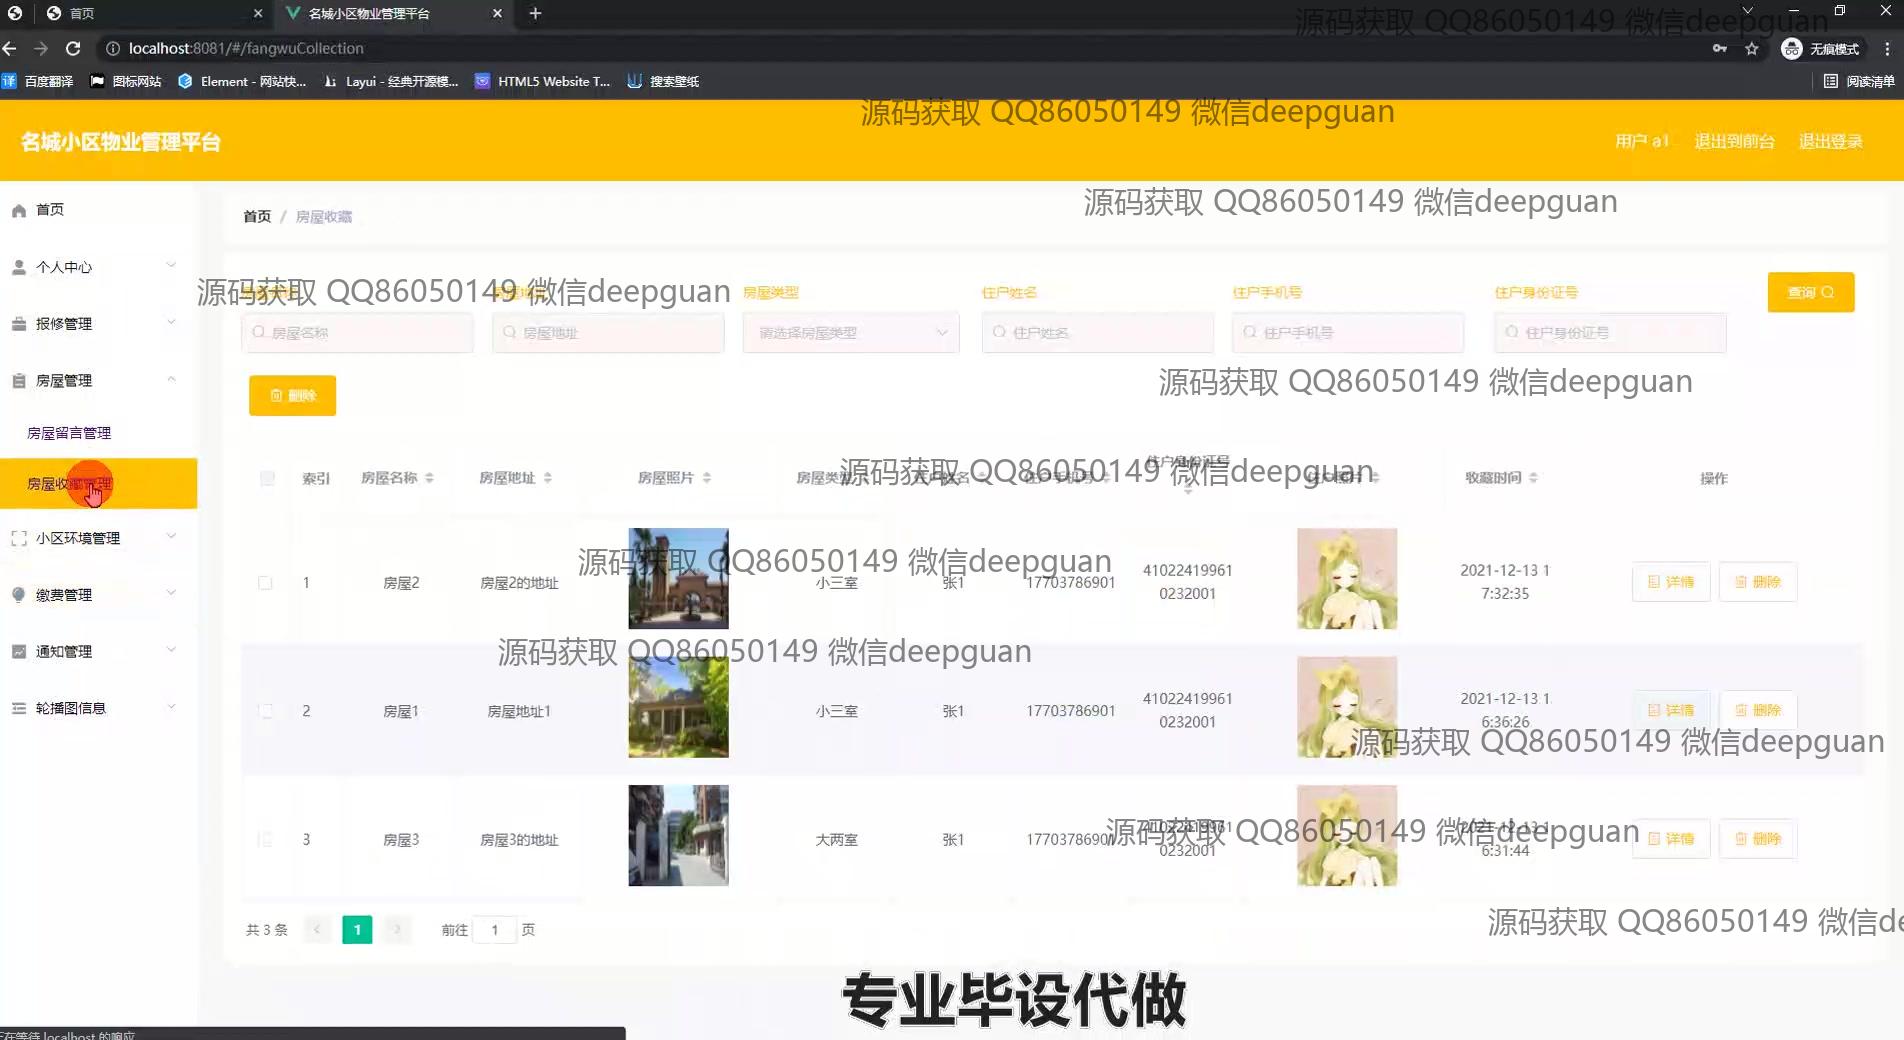 首页
名城小区物业管理平台
源码获取 QQ86050149 微信deepguan
localhost:8081/#/fangwuCollection
无痕模式
百度翻译
图标网站
Element - 网站快...
Layui - 经典开源模...
HTML5 Website T...
搜索壁纸
阅读清单
源码获取 QQ86050149 微信deepguan
名城小区物业管理平台
用户 a1
退出到前台
退出登录
源码获取 QQ86050149 微信deepguan
首页 / 房屋收藏
首页
个人中心
报修管理
房屋管理
房屋留言管理
房屋收藏管理
小区环境管理
缴费管理
通知管理
轮播图信息
源码获取 QQ86050149 微信deepguan
房屋类型 住户姓名 住户手机号 住户身份证号
查询
房屋名称 房屋地址 请选择房屋类型 住户姓名 住户手机号 住户身份证号
源码获取 QQ86050149 微信deepguan
删除
源码获取 QQ86050149 微信deepguan
索引 房屋名称 房屋地址 房屋照片 房屋类型 住户姓名 住户手机号 住户身份证号 住户照片 收藏时间 操作
源码获取 QQ86050149 微信deepguan
1 房屋2 房屋2的地址 小三室 张1 17703786901 41022419961 2021-12-13 1 详情 删除
0232001 7:32:35
源码获取 QQ86050149 微信deepguan
2 房屋1 房屋地址1 小三室 张1 17703786901 41022419961 2021-12-13 1 详情 删除
0232001 6:36:26
源码获取 QQ86050149 微信deepguan
源码获取 QQ86050149 微信deepguan
3 房屋3 房屋3的地址 大两室 张1 17703786901 41022419961 2021-12-13 1 详情 删除
0232001 6:31:44
源码获取 QQ86050149 微信de
共 3 条 1 前往 1 页
专业毕设代做
localhost 的响应